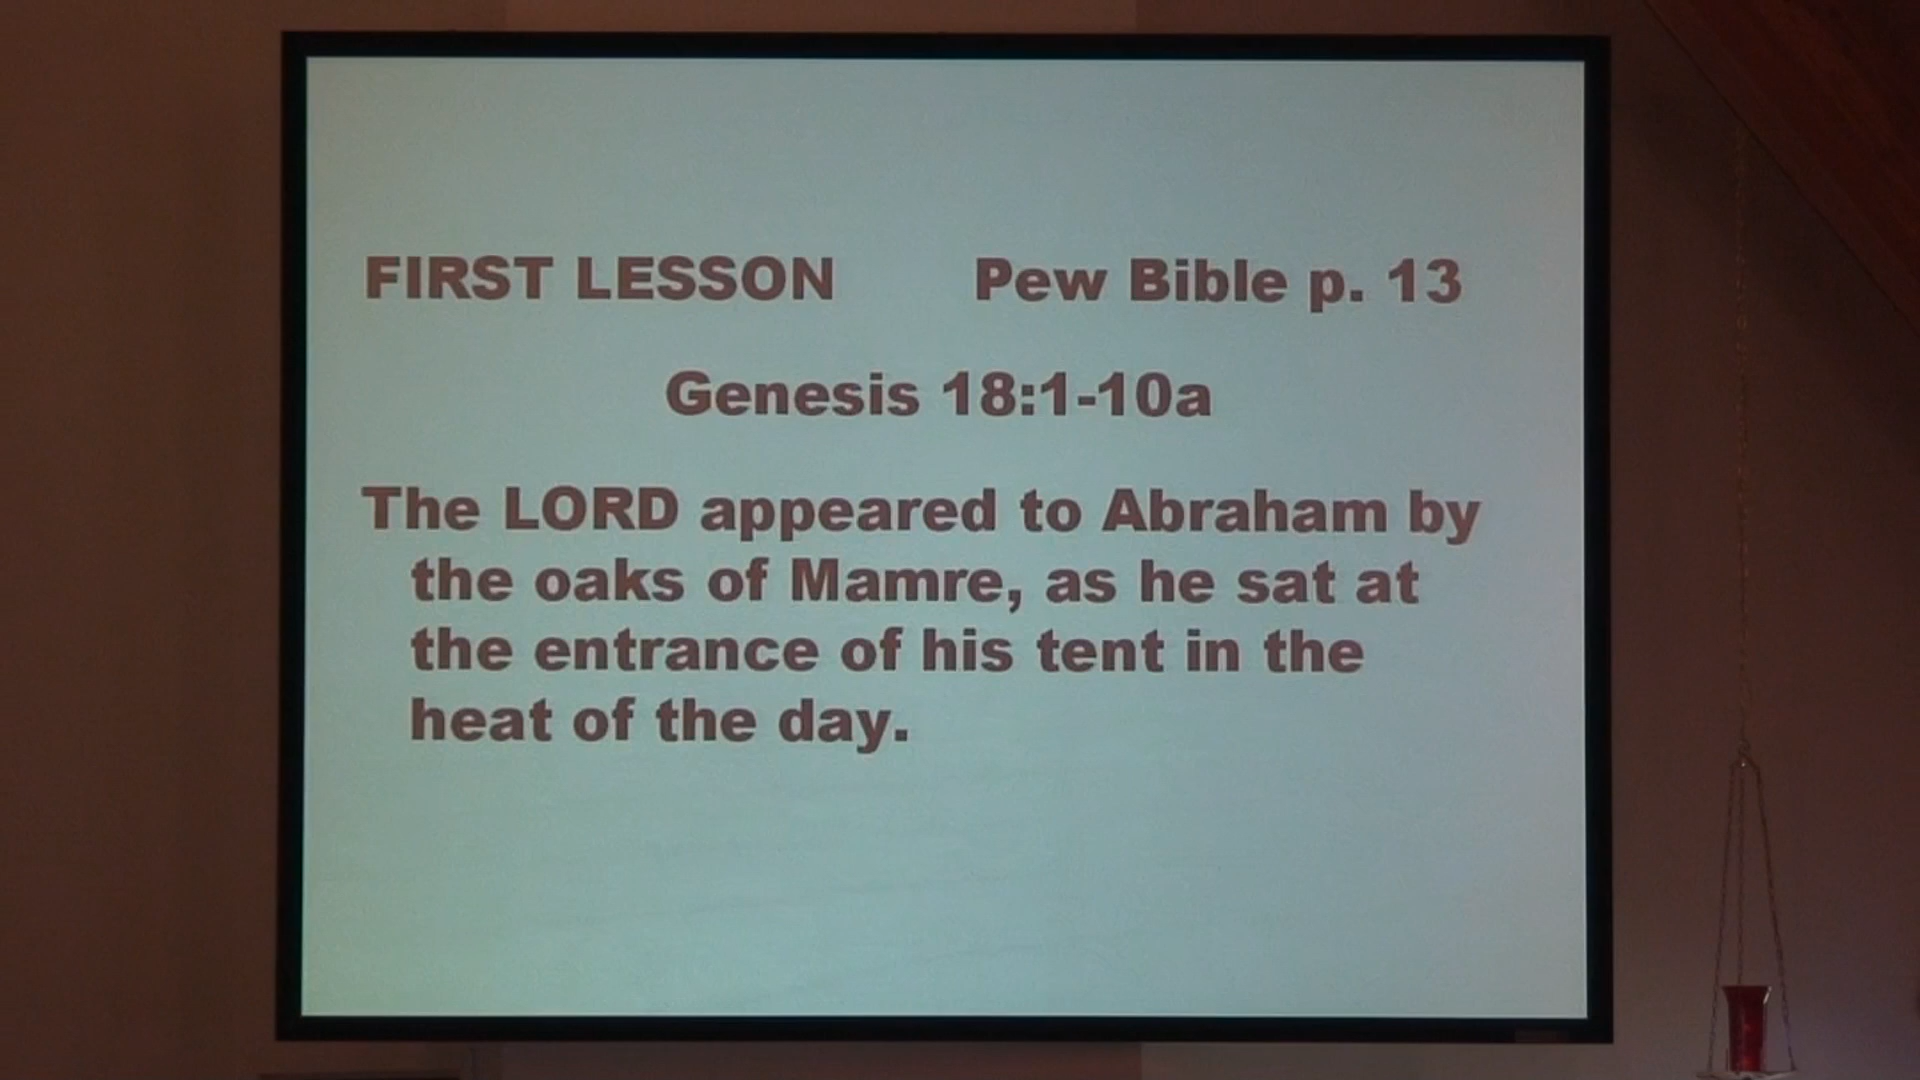 FIRST LESSON Pew Bible p. 13
Genesis 18:1-10a
The LORD appeared to Abraham by
the oaks of Mamre, as he sat at
the entrance of his tent in the
heat of the day.